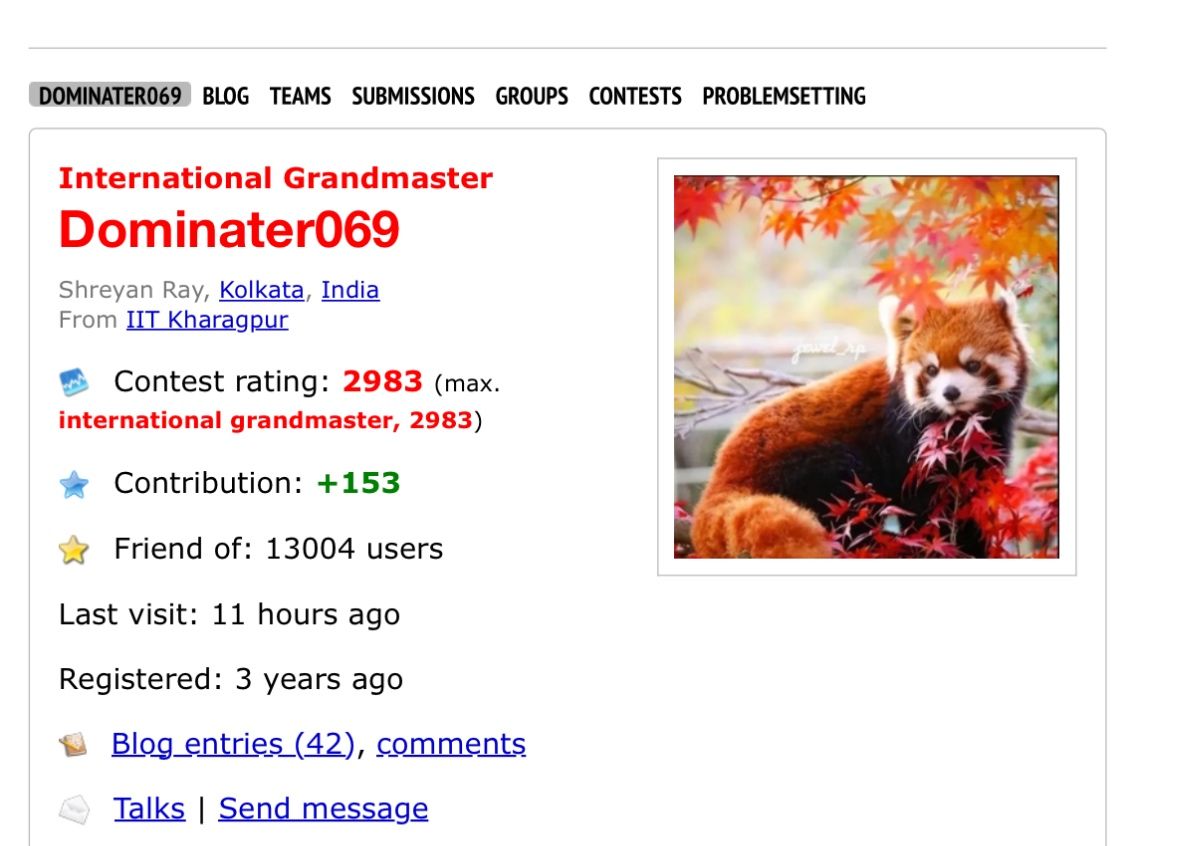 DOMINATER069 BLOG TEAMS SUBMISSIONS GROUPS CONTESTS PROBLEMSETTING
International Grandmaster
Dominater069
Shreyan Ray, Kolkata, India
From IIT Kharagpur
Contest rating: 2983 (max.
international grandmaster, 2983)
Contribution: +153
Friend of: 13004 users
Last visit: 11 hours ago
Registered: 3 years ago
Blog entries (42), comments
Talks | Send message
jewel_rp